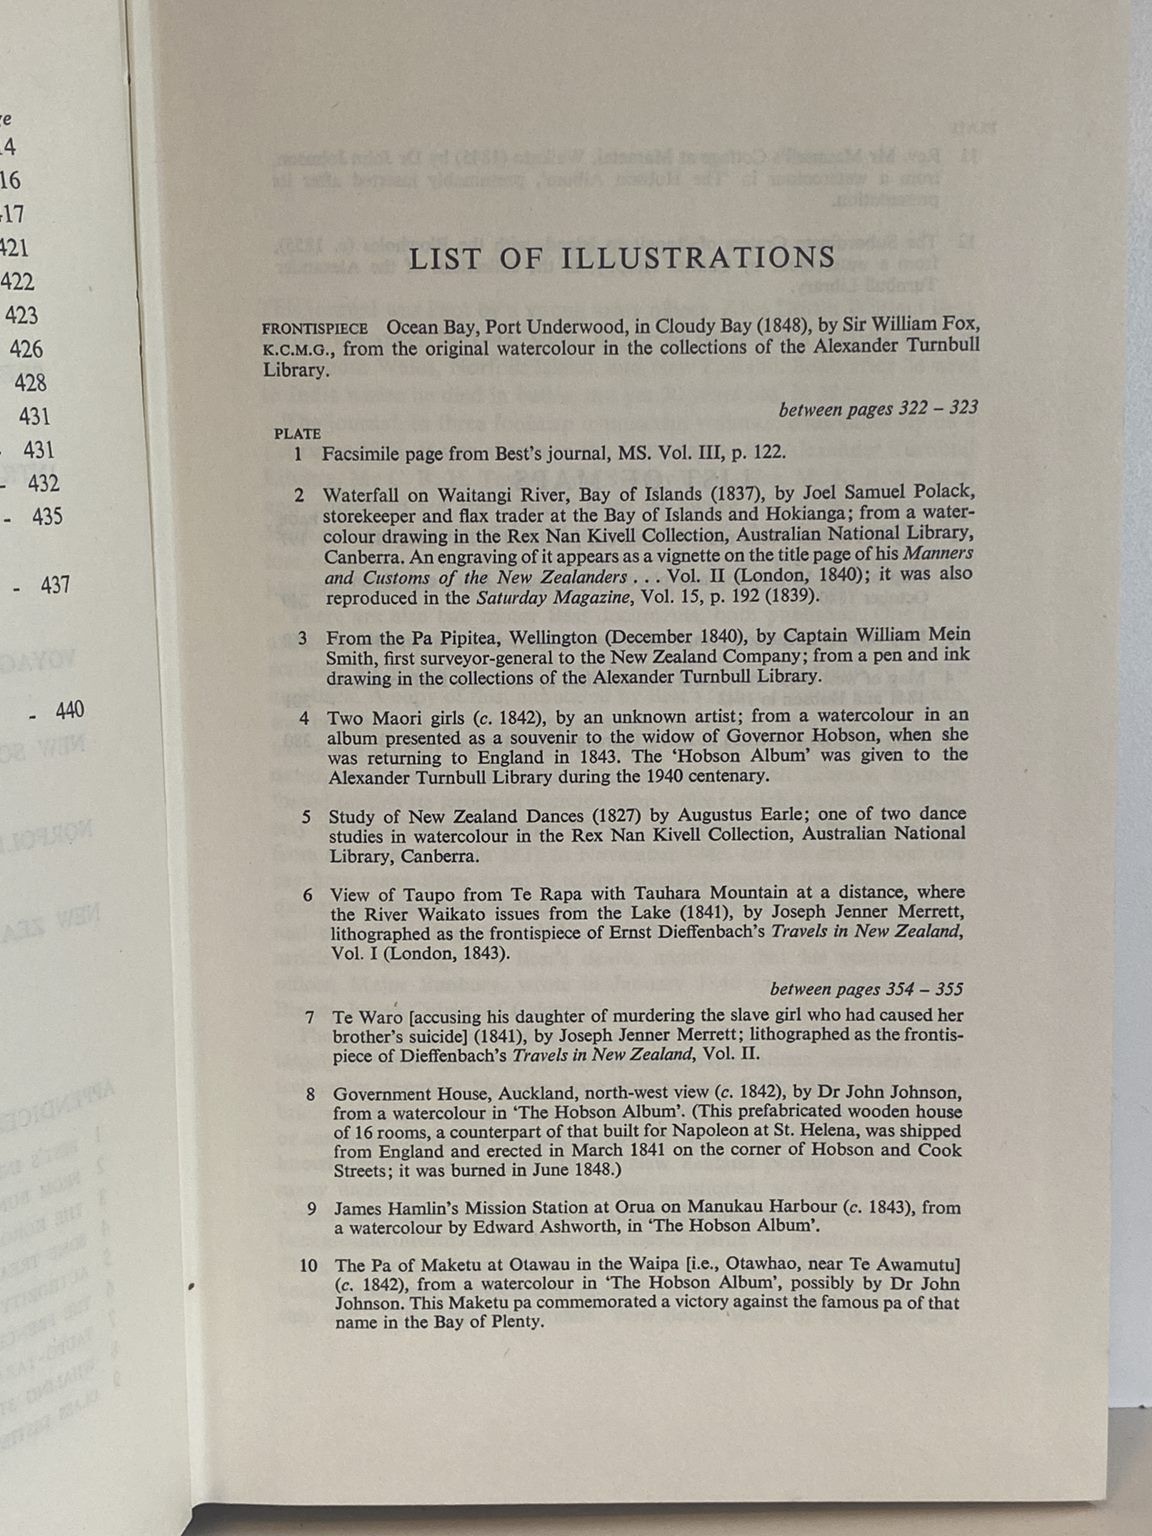 ge
14
16
417
421
422
423
426
428
431
431
- 432
- 435
- 437
- 440
LIST OF ILLUSTRATIONS
FRONTISPIECE Ocean Bay, Port Underwood, in Cloudy Bay (1848), by Sir William Fox,
K.C.M.G., from the original watercolour in the collections of the Alexander Turnbull
Library.
between pages 322 – 323
PLATE
1 Facsimile page from Best's journal, MS. Vol. III, p. 122.
2 Waterfall on Waitangi River, Bay of Islands (1837), by Joel Samuel Polack,
storekeeper and flax trader at the Bay of Islands and Hokianga; from a water-
colour drawing in the Rex Nan Kivell Collection, Australian National Library,
Canberra. An engraving of it appears as a vignette on the title page of his Manners
and Customs of the New Zealanders . . . Vol. II (London, 1840); it was also
reproduced in the Saturday Magazine, Vol. 15, p. 192 (1839).
3 From the Pa Pipitea, Wellington (December 1840), by Captain William Mein
Smith, first surveyor-general to the New Zealand Company; from a pen and ink
drawing in the collections of the Alexander Turnbull Library.
4 Two Maori girls (c. 1842), by an unknown artist; from a watercolour in an
album presented as a souvenir to the widow of Governor Hobson, when she
was returning to England in 1843. The 'Hobson Album' was given to the
Alexander Turnbull Library during the 1940 centenary.
5 Study of New Zealand Dances (1827) by Augustus Earle; one of two dance
studies in watercolour in the Rex Nan Kivell Collection, Australian National
Library, Canberra.
6 View of Taupo from Te Rapa with Tauhara Mountain at a distance, where
the River Waikato issues from the Lake (1841), by Joseph Jenner Merrett,
lithographed as the frontispiece of Ernst Dieffenbach's Travels in New Zealand,
Vol. I (London, 1843).
between pages 354 – 355
7 Te Waro [accusing his daughter of murdering the slave girl who had caused her
brother's suicide] (1841), by Joseph Jenner Merrett; lithographed as the frontis-
piece of Dieffenbach's Travels in New Zealand, Vol. II.
8 Government House, Auckland, north-west view (c. 1842), by Dr John Johnson,
from a watercolour in 'The Hobson Album'. (This prefabricated wooden house
of 16 rooms, a counterpart of that built for Napoleon at St. Helena, was shipped
from England and erected in March 1841 on the corner of Hobson and Cook
Streets; it was burned in June 1848.)
9 James Hamlin's Mission Station at Orua on Manukau Harbour (c. 1843), from
a watercolour by Edward Ashworth, in 'The Hobson Album'.
10 The Pa of Maketu at Otawau in the Waipa [i.e., Otawhao, near Te Awamutu]
(c. 1842), from a watercolour in 'The Hobson Album', possibly by Dr John
Johnson. This Maketu pa commemorated a victory against the famous pa of that
name in the Bay of Plenty.